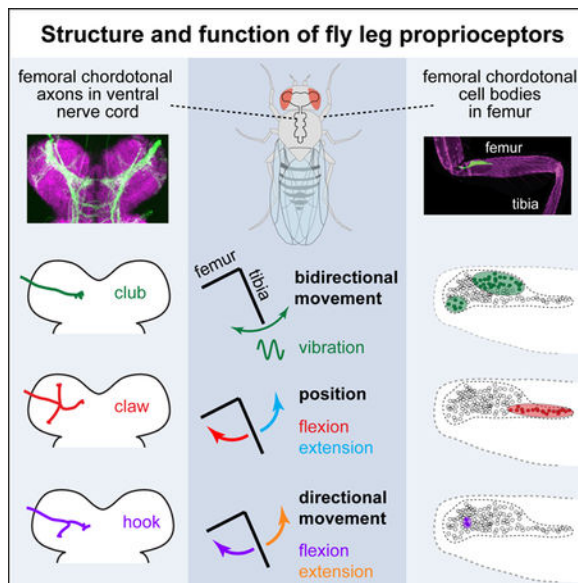 Structure and function of fly leg proprioceptors
femoral chordotonal
axons in ventral
nerve cord
femoral chordotonal
cell bodies
in femur
femur
tibia
club
femur
tibia
bidirectional
movement
vibration
claw
position
flexion
extension
hook
directional
movement
flexion
extension